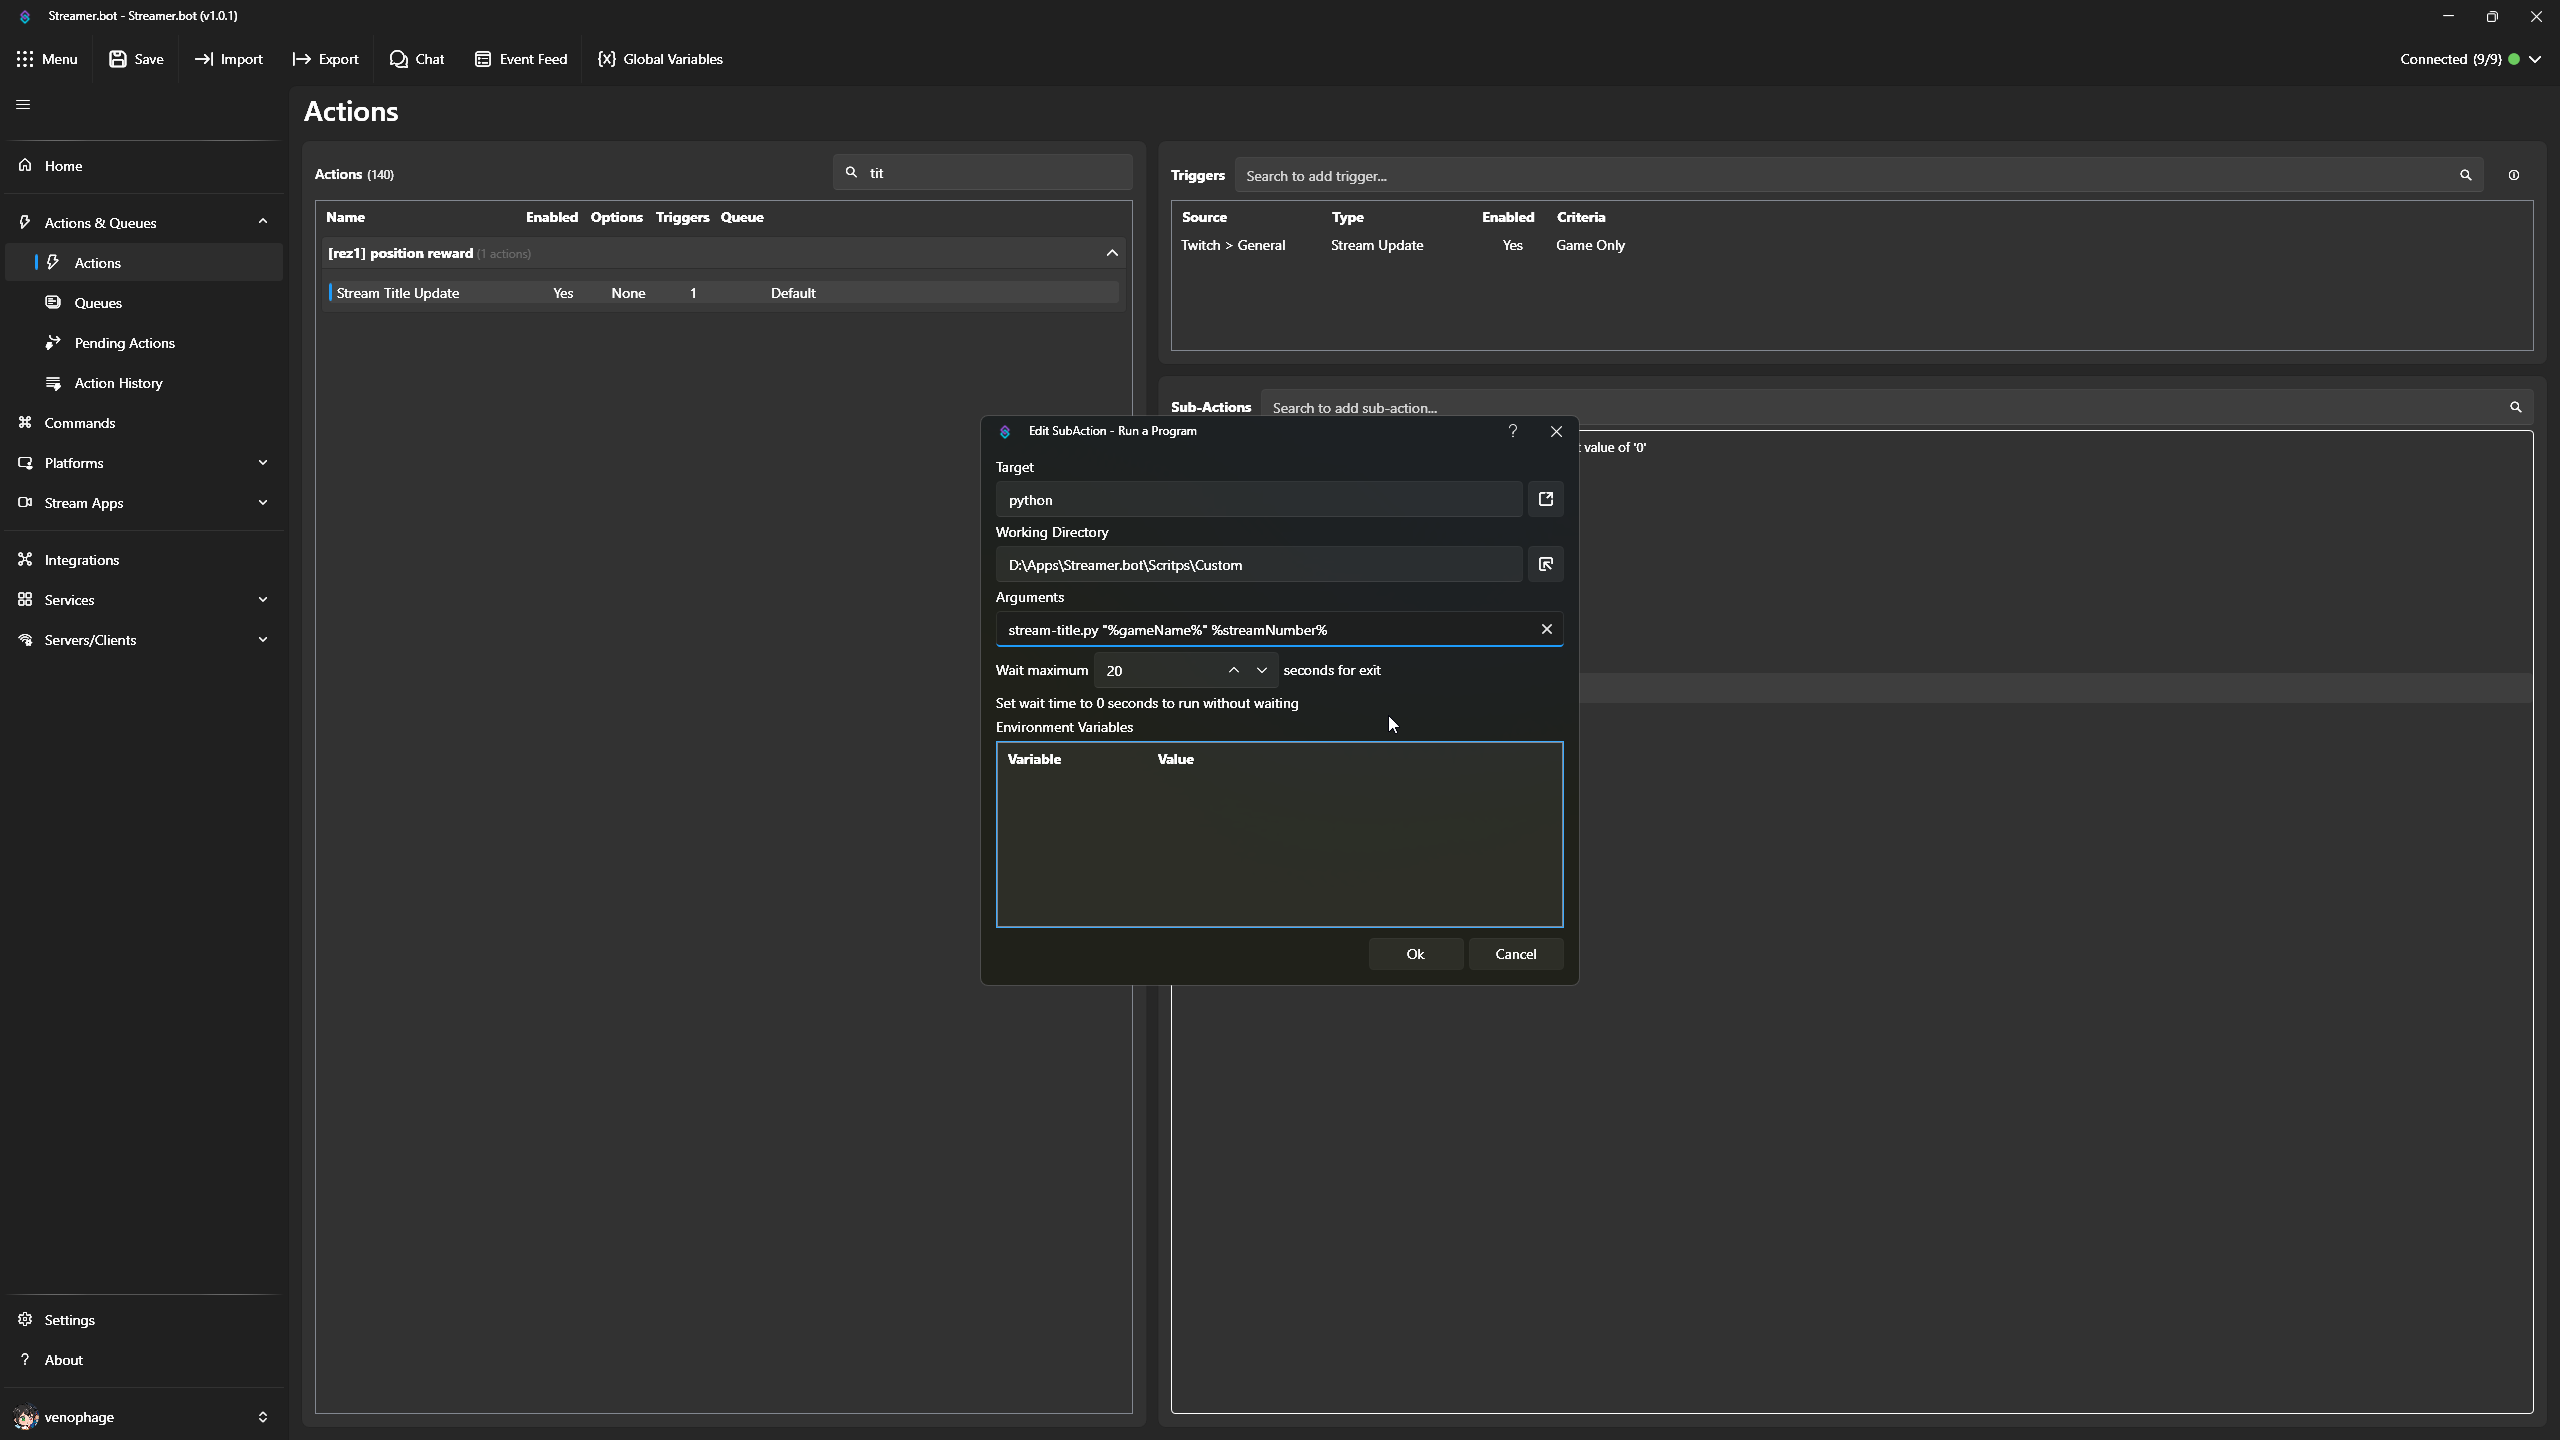 Streamer.bot - Streamer.bot (v1.0.1)
Menu
Save
Import
Export
Chat
Event Feed
Global Variables
Connected (9/9)
Home
Actions & Queues
Actions
Queues
Pending Actions
Action History
Commands
Platforms
Stream Apps
Integrations
Services
Servers/Clients
Settings
? About
venophage
Actions
Actions (140)
tit
Name Enabled Options Triggers Queue
[rez1] position reward (1 actions)
Stream Title Update Yes None 1 Default
Triggers Search to add trigger...
Source Type Enabled Criteria
Twitch > General Stream Update Yes Game Only
Sub-Actions Search to add sub-action...
value of '0'
Edit SubAction - Run a Program ?
Target
python
Working Directory
D:\Apps\Streamer.bot\Scritps\Custom
Arguments
stream-title.py "%gameName%" %streamNumber%
Wait maximum 20 seconds for exit
Set wait time to 0 seconds to run without waiting
Environment Variables
Variable Value
Ok Cancel